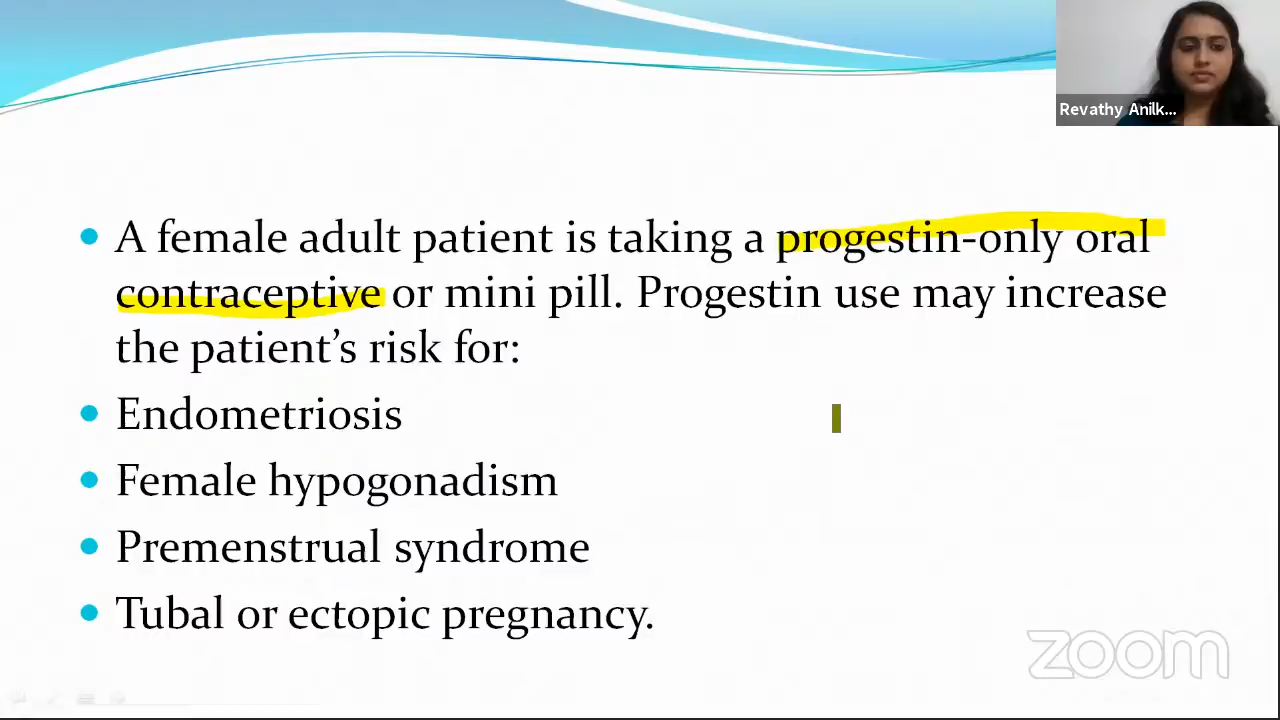 Revathy Anilk...
• A female adult patient is taking a progestin-only oral
contraceptive or mini pill. Progestin use may increase
the patient’s risk for:
• Endometriosis
• Female hypogonadism
• Premenstrual syndrome
• Tubal or ectopic pregnancy.
zoom